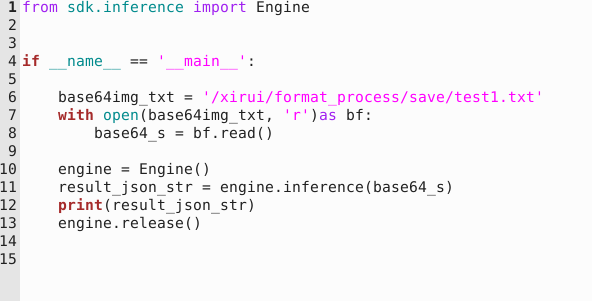 1 from sdk.inference import Engine
2
3
4 if __name__ == '__main__':
5
6     base64img_txt = '/xirui/format_process/save/test1.txt'
7     with open(base64img_txt, 'r')as bf:
8         base64_s = bf.read()
9
10     engine = Engine()
11     result_json_str = engine.inference(base64_s)
12     print(result_json_str)
13     engine.release()
14
15